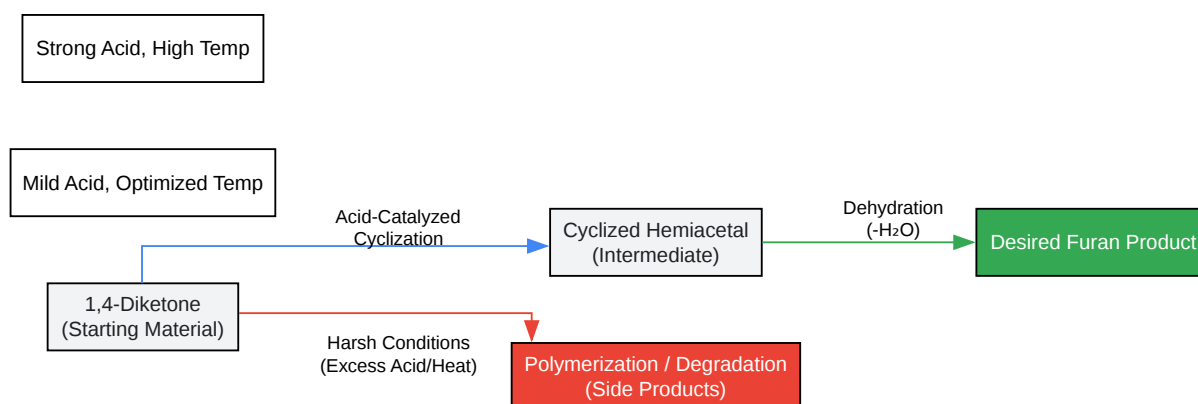 Strong Acid, High Temp
Mild Acid, Optimized Temp
Acid-Catalyzed
Cyclization
Cyclized Hemiacetal
(Intermediate)
Dehydration
(-H₂O)
Desired Furan Product
1,4-Diketone
(Starting Material)
Harsh Conditions
(Excess Acid/Heat)
Polymerization / Degradation
(Side Products)